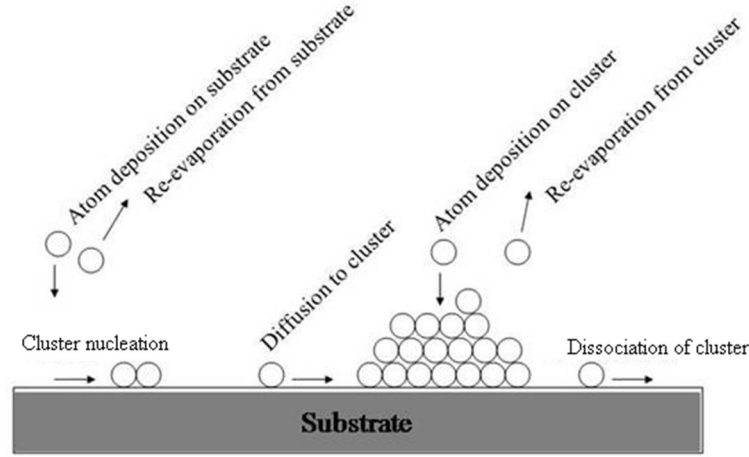 Atom deposition on substrate
Re-evaporation from substrate
Atom deposition on cluster
Re-evaporation from cluster
Cluster nucleation
Diffusion to cluster
Dissociation of cluster
Substrate